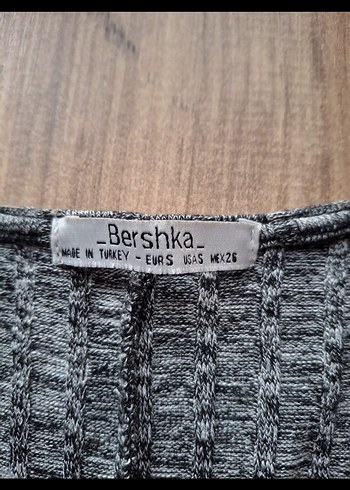 _Bershka_
MADE IN TURKEY - EUR S USA S MEX 26